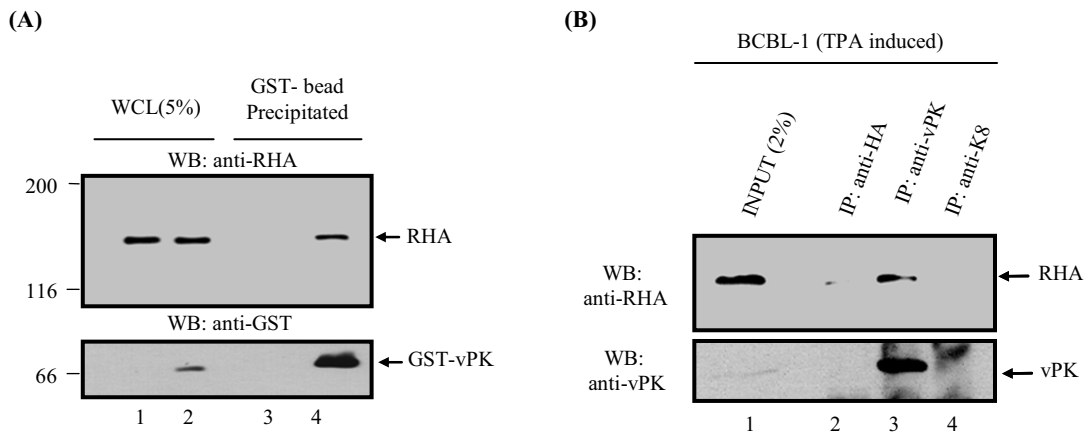 (A)
WCL(5%)
GST- bead
Precipitated
WB: anti-RHA
200
116
RHA
WB: anti-GST
66
GST-vPK
1 2 3 4
(B)
BCBL-1 (TPA induced)
INPUT (2%)
IP: anti-HA
IP: anti-vPK
IP: anti-K8
WB:
anti-RHA
RHA
WB:
anti-vPK
vPK
1 2 3 4